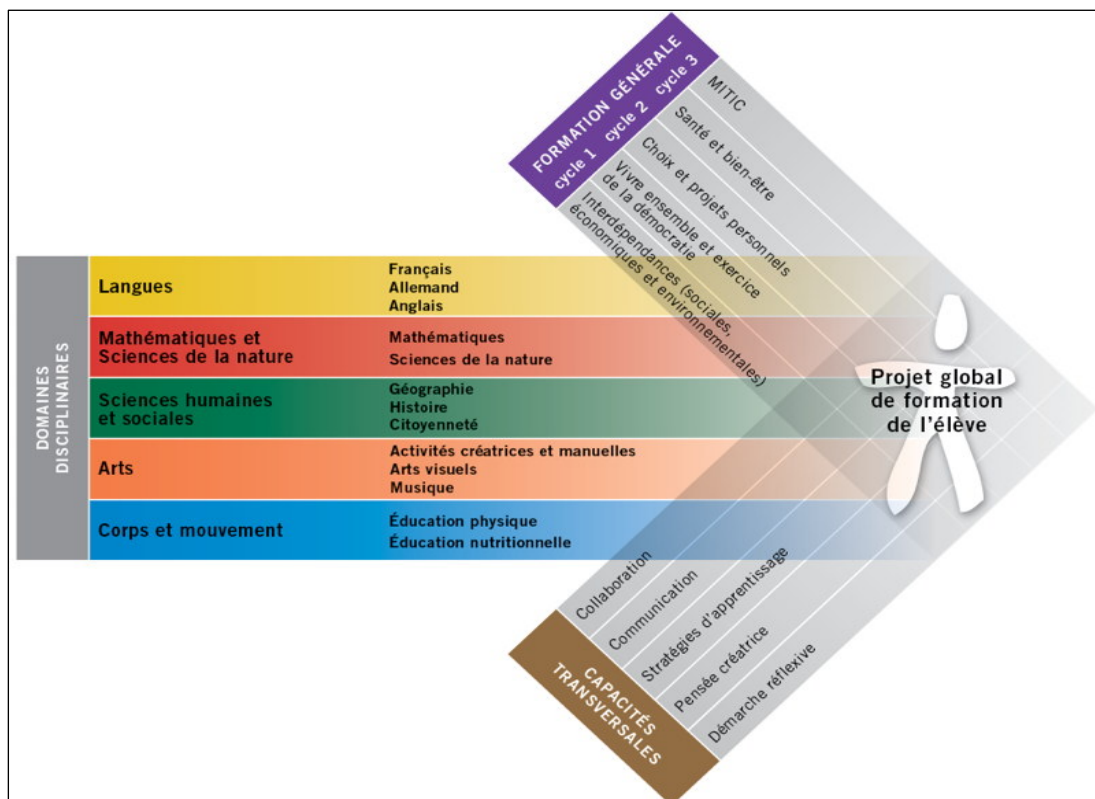 FORMATION GÉNÉRALE
cycle 1 cycle 2 cycle 3
MITIC
Santé et bien-être
Choix et projets personnels
Vivre ensemble et exercice
de la démocratie
Interdépendances (sociales,
économiques et environnementales)
DOMAINES
DISCIPLINAIRES
Langues
Français
Allemand
Anglais
Mathématiques et
Sciences de la nature
Mathématiques
Sciences de la nature
Sciences humaines
et sociales
Géographie
Histoire
Citoyenneté
Arts
Activités créatrices et manuelles
Arts visuels
Musique
Corps et mouvement
Éducation physique
Éducation nutritionnelle
Projet global
de formation
de l'élève
Collaboration
Communication
Stratégies d'apprentissage
Pensée créatrice
Démarche réflexive
CAPACITÉS
TRANSVERSALES